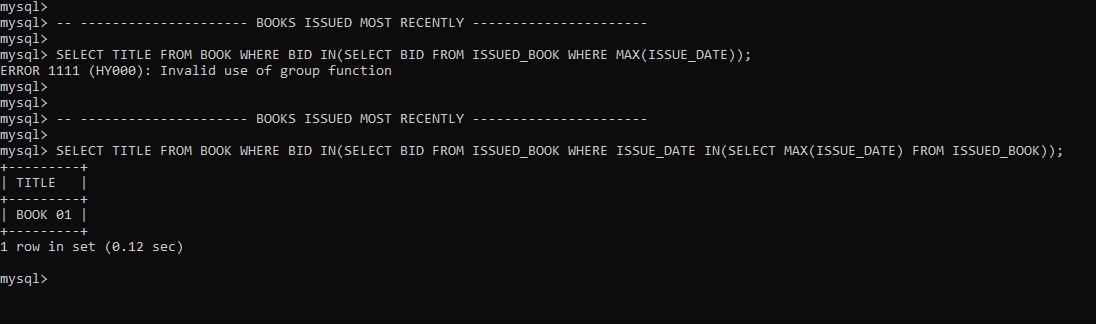 mysql>
mysql> -- --------------------- BOOKS ISSUED MOST RECENTLY ----------------------
mysql>
mysql> SELECT TITLE FROM BOOK WHERE BID IN(SELECT BID FROM ISSUED_BOOK WHERE MAX(ISSUE_DATE));
ERROR 1111 (HY000): Invalid use of group function
mysql>
mysql>
mysql> -- --------------------- BOOKS ISSUED MOST RECENTLY ----------------------
mysql>
mysql> SELECT TITLE FROM BOOK WHERE BID IN(SELECT BID FROM ISSUED_BOOK WHERE ISSUE_DATE IN(SELECT MAX(ISSUE_DATE) FROM ISSUED_BOOK));
+---------+
| TITLE   |
+---------+
| BOOK 01 |
+---------+
1 row in set (0.12 sec)
mysql>